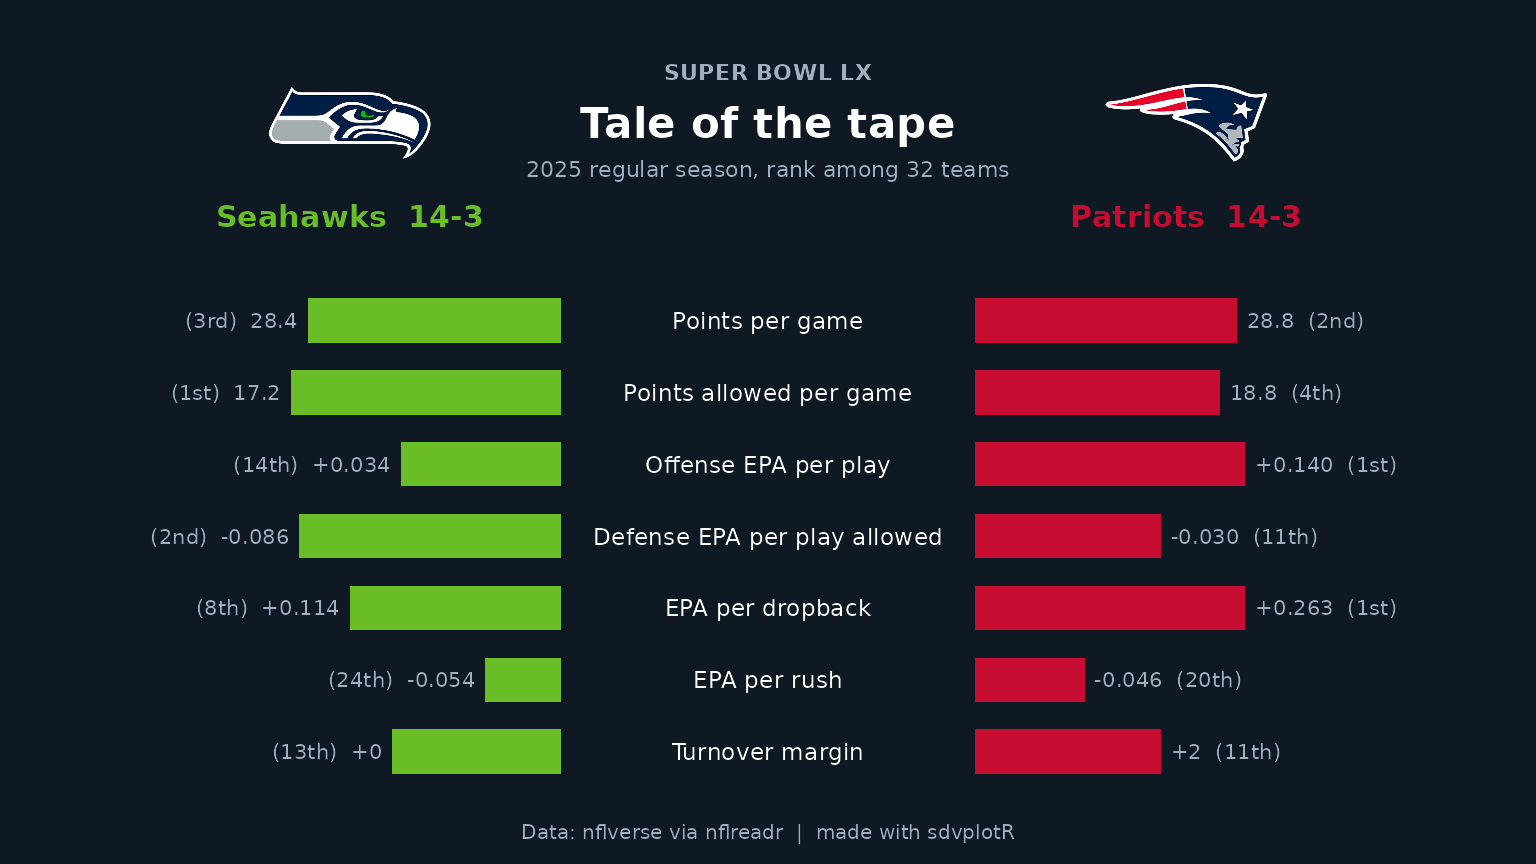 SUPER BOWL LX
Tale of the tape
2025 regular season, rank among 32 teams
Seahawks 14-3
Patriots 14-3
(3rd) 28.4 Points per game 28.8 (2nd)
(1st) 17.2 Points allowed per game 18.8 (4th)
(14th) +0.034 Offense EPA per play +0.140 (1st)
(2nd) -0.086 Defense EPA per play allowed -0.030 (11th)
(8th) +0.114 EPA per dropback +0.263 (1st)
(24th) -0.054 EPA per rush -0.046 (20th)
(13th) +0 Turnover margin +2 (11th)
Data: nflverse via nflreadr | made with sdvplotR